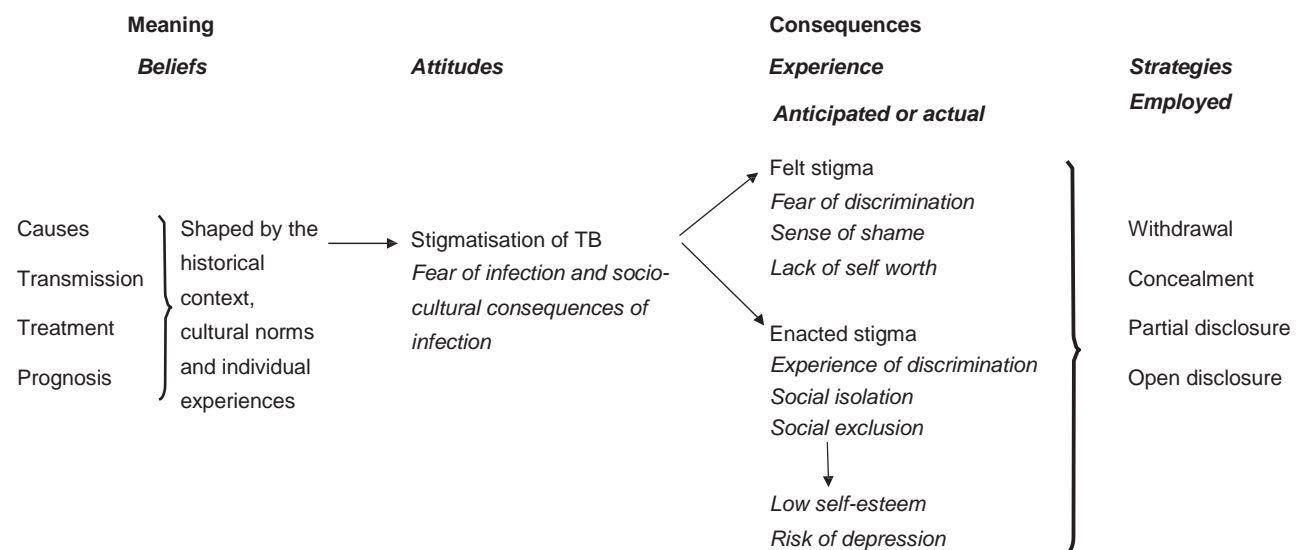 Meaning
Consequences
Beliefs
Attitudes
Experience
Strategies
Employed
Anticipated or actual
Causes
Transmission
Treatment
Prognosis
Shaped by the
historical
context,
cultural norms
and individual
experiences
Stigmatisation of TB
Fear of infection and socio-
cultural consequences of
infection
Felt stigma
Fear of discrimination
Sense of shame
Lack of self worth
Enacted stigma
Experience of discrimination
Social isolation
Social exclusion
Low self-esteem
Risk of depression
Withdrawal
Concealment
Partial disclosure
Open disclosure